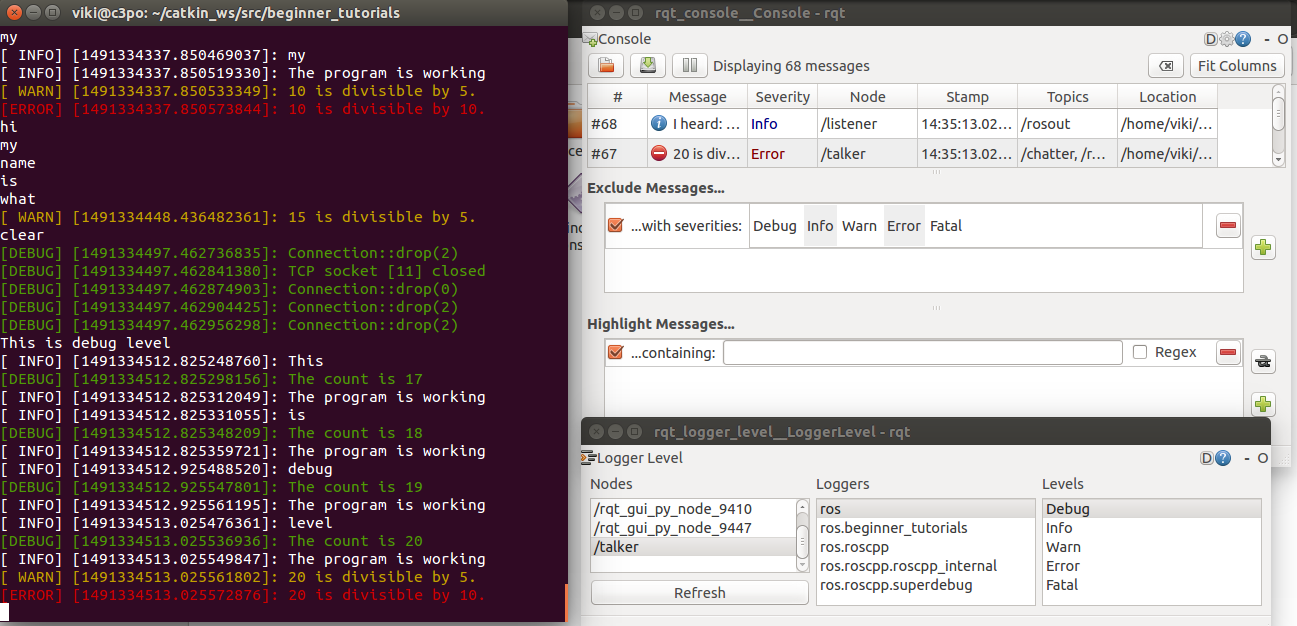 viki@c3po: ~/catkin_ws/src/beginner_tutorials
my
[ INFO] [1491334337.850469037]: my
[ INFO] [1491334337.850519330]: The program is working
[ WARN] [1491334337.850533349]: 10 is divisible by 5.
[ERROR] [1491334337.850573844]: 10 is divisible by 10.
hi
my
name
is
what
[ WARN] [1491334448.436482361]: 15 is divisible by 5.
clear
[DEBUG] [1491334497.462736835]: Connection::drop(2)
[DEBUG] [1491334497.462841380]: TCP socket [11] closed
[DEBUG] [1491334497.462874903]: Connection::drop(0)
[DEBUG] [1491334497.462904425]: Connection::drop(2)
[DEBUG] [1491334497.462956298]: Connection::drop(2)
This is debug level
[ INFO] [1491334512.825248760]: This
[DEBUG] [1491334512.825298156]: The count is 17
[ INFO] [1491334512.825312049]: The program is working
[ INFO] [1491334512.825331055]: is
[DEBUG] [1491334512.825348209]: The count is 18
[ INFO] [1491334512.825359721]: The program is working
[ INFO] [1491334512.925488520]: debug
[DEBUG] [1491334512.925547801]: The count is 19
[ INFO] [1491334512.925561195]: The program is working
[ INFO] [1491334513.025476361]: level
[DEBUG] [1491334513.025536936]: The count is 20
[ INFO] [1491334513.025549847]: The program is working
[ WARN] [1491334513.025561802]: 20 is divisible by 5.
[ERROR] [1491334513.025572876]: 20 is divisible by 10.
rqt_console__Console - rqt
Console D ? - O
Displaying 68 messages Fit Columns
# Message Severity Node Stamp Topics Location
#68 I heard: ... Info /listener 14:35:13.02... /rosout /home/viki/...
#67 20 is div... Error /talker 14:35:13.02... /chatter, /r... /home/viki/...
Exclude Messages...
...with severities: Debug Info Warn Error Fatal
Highlight Messages...
...containing: Regex
rqt_logger_level__LoggerLevel - rqt
Logger Level D ? - O
Nodes Loggers Levels
/rqt_gui_py_node_9410 ros Debug
/rqt_gui_py_node_9447 ros.beginner_tutorials Info
/talker ros.roscpp Warn
ros.roscpp.roscpp_internal Error
ros.roscpp.superdebug Fatal
Refresh